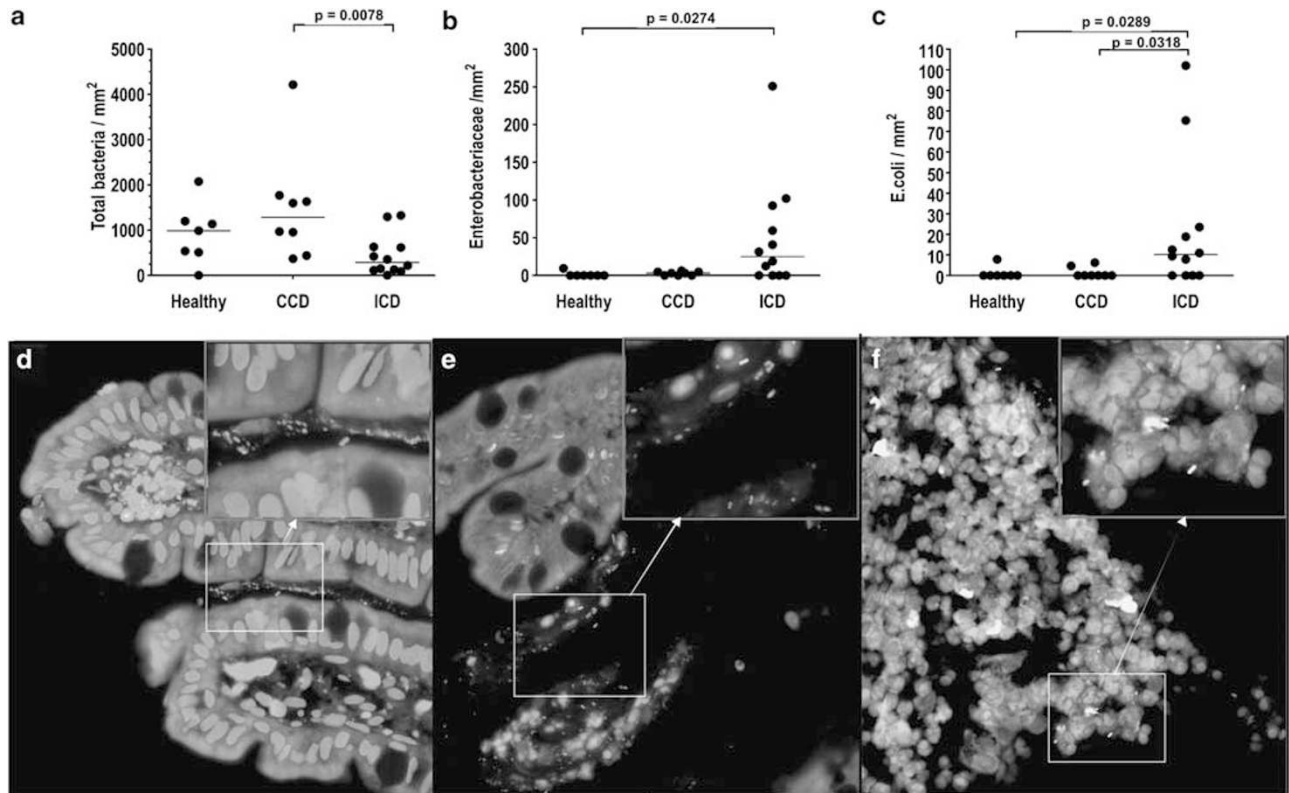 a
p = 0.0078
Total bacteria / mm²
5000
4000
3000
2000
1000
0
Healthy
CCD
ICD
b
p = 0.0274
Enterobacteriaceae /mm²
300
250
200
150
100
50
0
Healthy
CCD
ICD
c
p = 0.0289
p = 0.0318
E.coli / mm²
110
100
90
80
70
60
50
40
30
20
10
0
Healthy
CCD
ICD
d
e
f